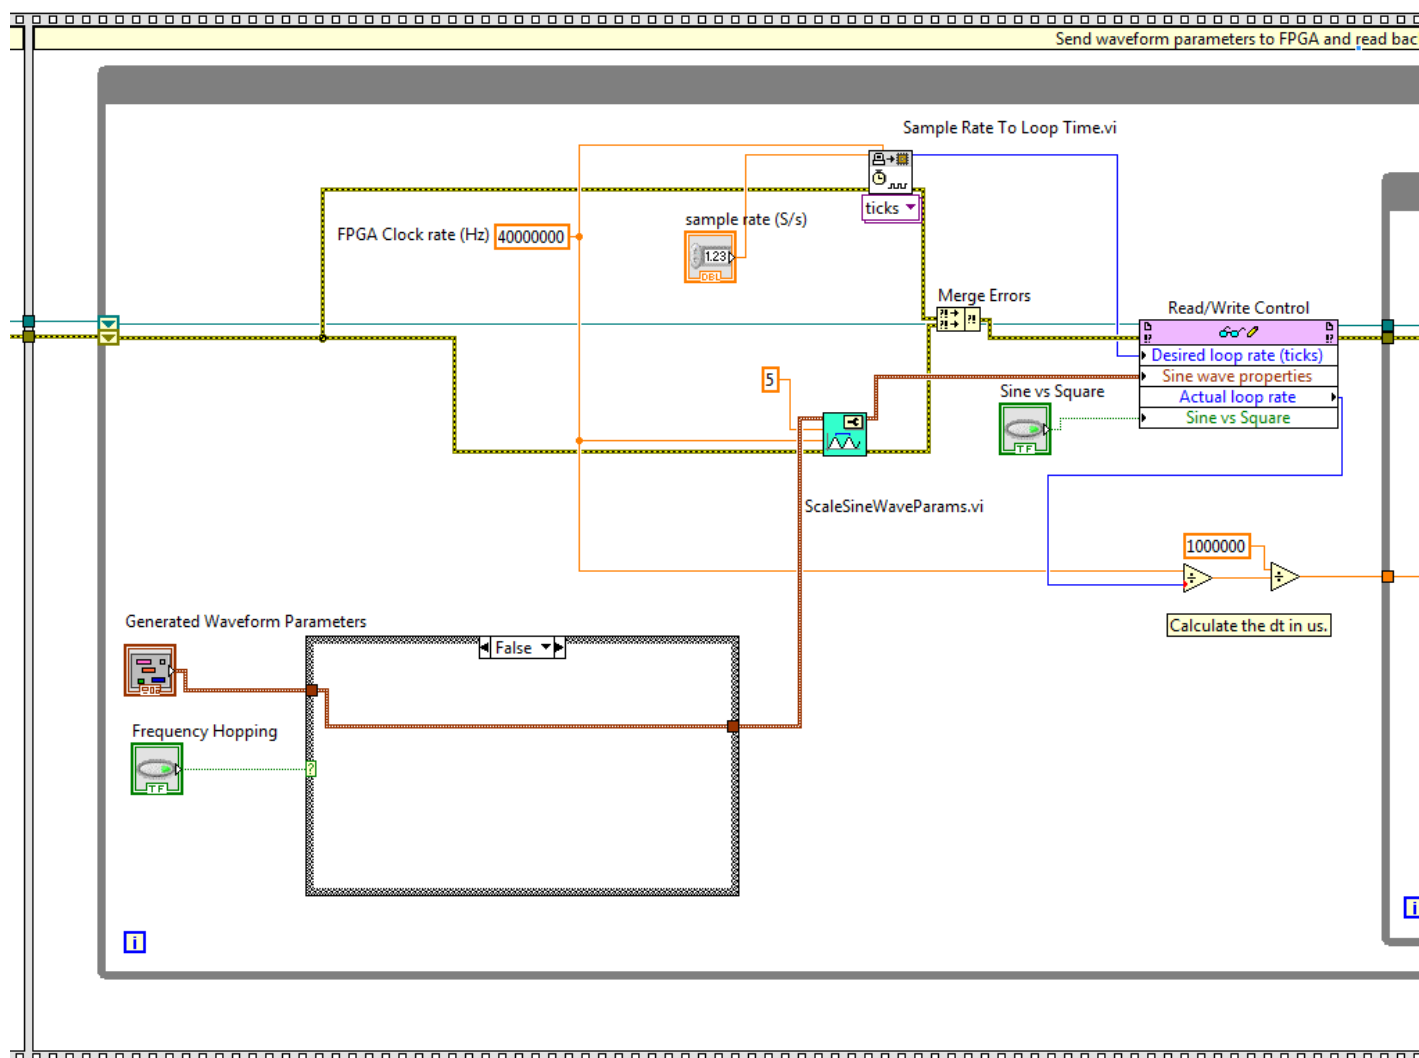 Send waveform parameters to FPGA and read bac
Sample Rate To Loop Time.vi
ticks
sample rate (S/s)
FPGA Clock rate (Hz) 40000000
1.23
DBL
Merge Errors
Read/Write Control
Desired loop rate (ticks)
5
Sine wave properties
Sine vs Square
Actual loop rate
Sine vs Square
TF
ScaleSineWaveParams.vi
1000000
Calculate the dt in us.
Generated Waveform Parameters
False
Frequency Hopping
?
TF
i
i